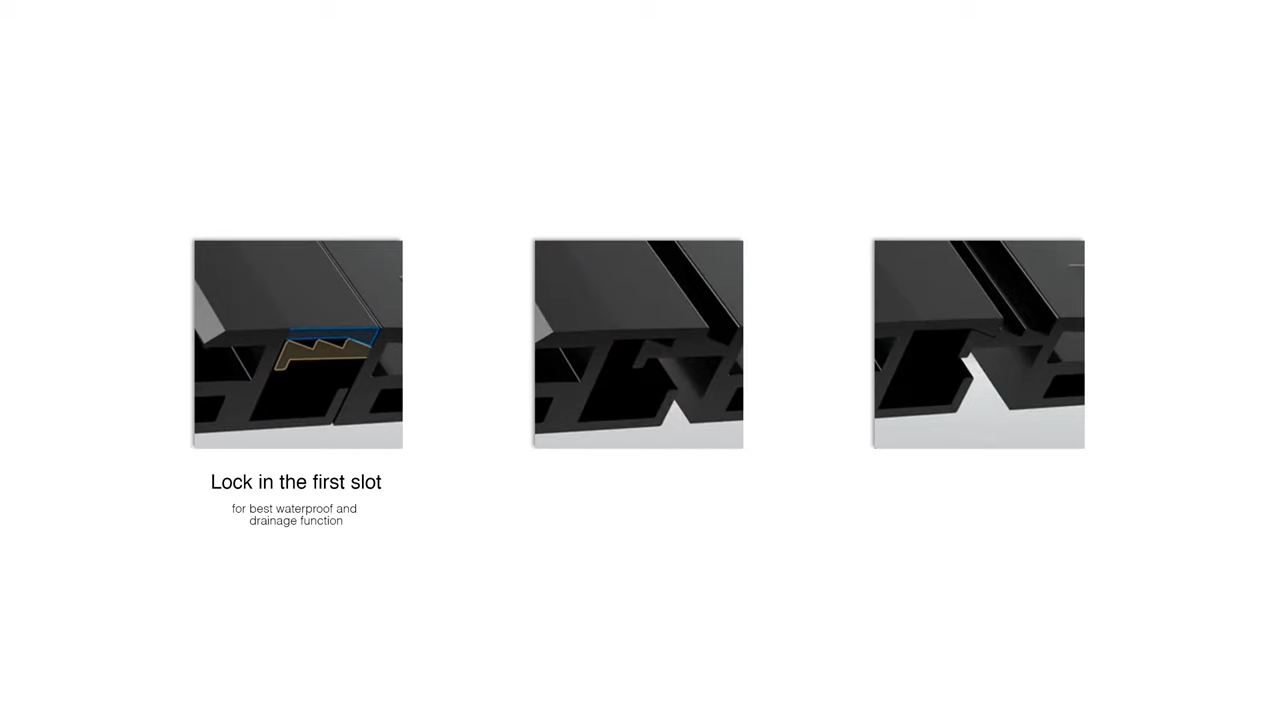 Lock in the first slot
for best waterproof and
drainage function